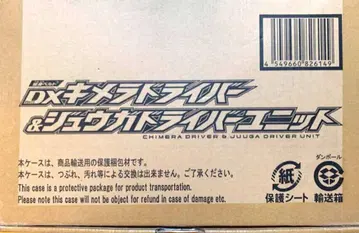 4 549660 826149
変身ベルト
DXキメラドライバー
&ジュウガドライバーユニット
CHIMERA DRIVER & JUUGA DRIVER UNIT
本ケースは、商品輸送用の保護梱包材です。
本ケースは、つぶれ、汚れ等による交換は出来ません。ご了承ください。
This case is a protective package for product transportation.
Please note this case will not be object for refund in case of damage etc.
紙
保護シート
ダンボール
輸送箱